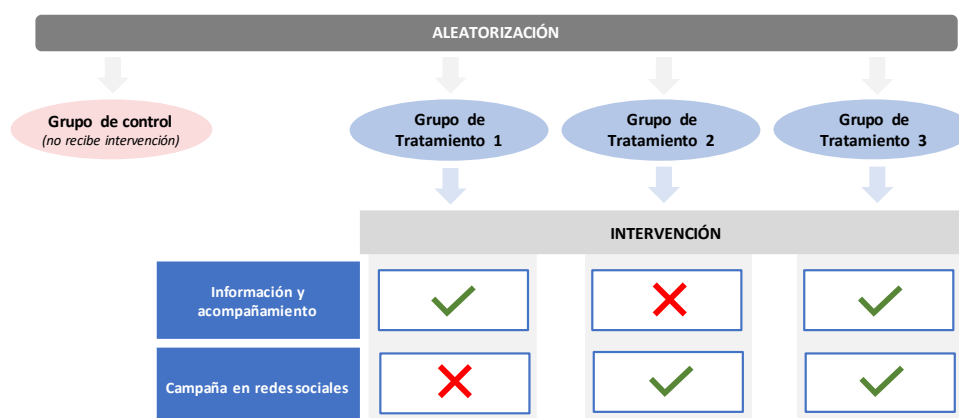 ALEATORIZACIÓN
Grupo de control
(no recibe intervención)
Grupo de
Tratamiento 1
Grupo de
Tratamiento 2
Grupo de
Tratamiento 3
INTERVENCIÓN
Información y
acompañamiento
Campaña en redes sociales